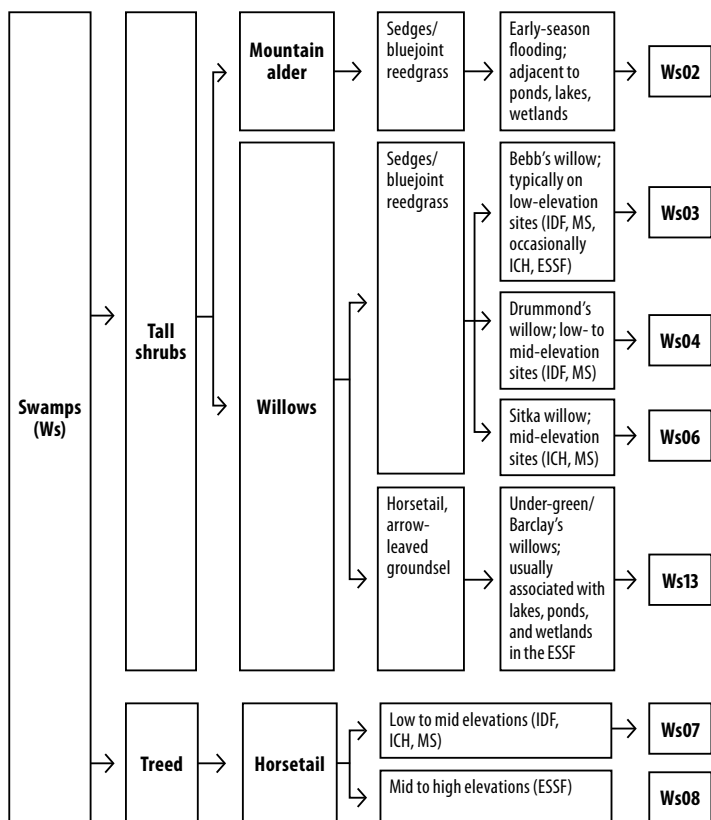 Swamps
(Ws)
Tall
shrubs
Mountain
alder
Sedges/
bluejoint
reedgrass
Early-season
flooding;
adjacent to
ponds, lakes,
wetlands
Ws02
Willows
Sedges/
bluejoint
reedgrass
Bebb's willow;
typically on
low-elevation
sites (IDF, MS,
occasionally
ICH, ESSF)
Ws03
Drummond's
willow; low- to
mid-elevation
sites (IDF, MS)
Ws04
Sitka willow;
mid-elevation
sites (ICH, MS)
Ws06
Horsetail,
arrow-
leaved
groundsel
Under-green/
Barclay's
willows;
usually
associated with
lakes, ponds,
and wetlands
in the ESSF
Ws13
Treed
Horsetail
Low to mid elevations (IDF,
ICH, MS)
Ws07
Mid to high elevations (ESSF)
Ws08